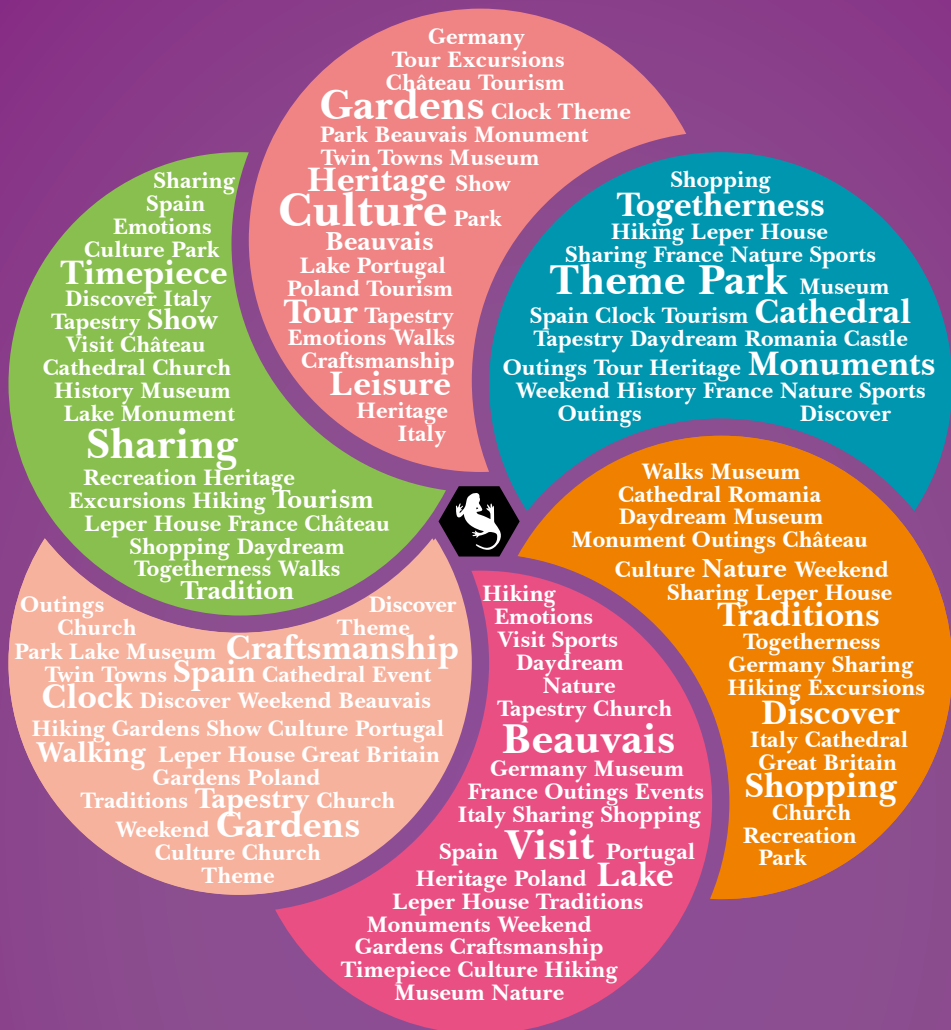 Germany
Tour Excursions
Château Tourism
Gardens Clock Theme
Park Beauvais Monument
Twin Towns Museum
Heritage Show
Culture Park
Beauvais
Lake Portugal
Poland Tourism
Tour Tapestry
Emotions Walks
Craftsmanship
Leisure
Heritage
Italy
Shopping
Togetherness
Hiking Leper House
Sharing France Nature Sports
Theme Park Museum
Spain Clock Tourism Cathedral
Tapestry Daydream Romania Castle
Outings Tour Heritage Monuments
Weekend History France Nature Sports
Outings Discover
Sharing
Spain
Emotions
Culture Park
Timepiece
Discover Italy
Tapestry Show
Visit Château
Cathedral Church
History Museum
Lake Monument
Sharing
Recreation Heritage
Excursions Hiking Tourism
Leper House France Château
Shopping Daydream
Togetherness Walks
Tradition
Walks Museum
Cathedral Romania
Daydream Museum
Monument Outings Château
Culture Nature Weekend
Sharing Leper House
Traditions
Togetherness
Germany Sharing
Hiking Excursions
Discover
Italy Cathedral
Great Britain
Shopping
Church
Recreation
Park
Outings Discover
Church Theme
Park Lake Museum Craftsmanship
Twin Towns Spain Cathedral Event
Clock Discover Weekend Beauvais
Hiking Gardens Show Culture Portugal
Walking Leper House Great Britain
Gardens Poland
Traditions Tapestry Church
Weekend Gardens
Culture Church
Theme
Hiking
Emotions
Visit Sports
Daydream
Nature
Tapestry Church
Beauvais
Germany Museum
France Outings Events
Italy Sharing Shopping
Spain Visit Portugal
Heritage Poland Lake
Leper House Traditions
Monuments Weekend
Gardens Craftsmanship
Timepiece Culture Hiking
Museum Nature